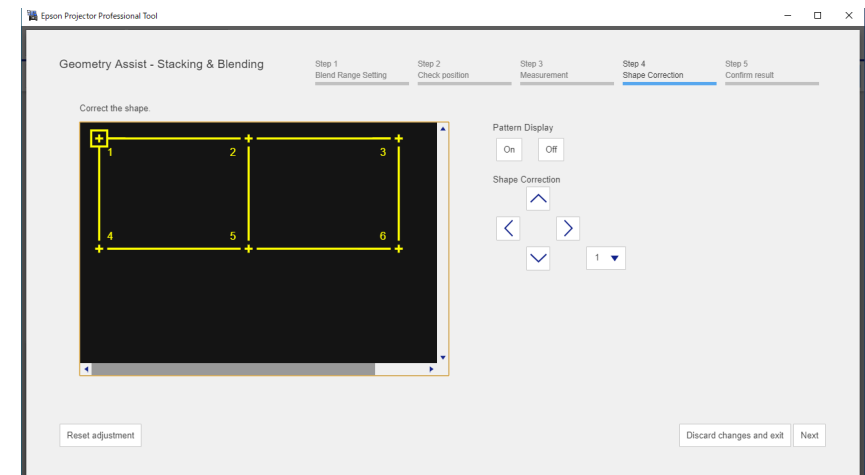 Epson Projector Professional Tool
Geometry Assist - Stacking & Blending
Step 1
Blend Range Setting
Step 2
Check position
Step 3
Measurement
Step 4
Shape Correction
Step 5
Confirm result
Correct the shape.
1
2
3
4
5
6
Pattern Display
On
Off
Shape Correction
1
Reset adjustment
Discard changes and exit
Next